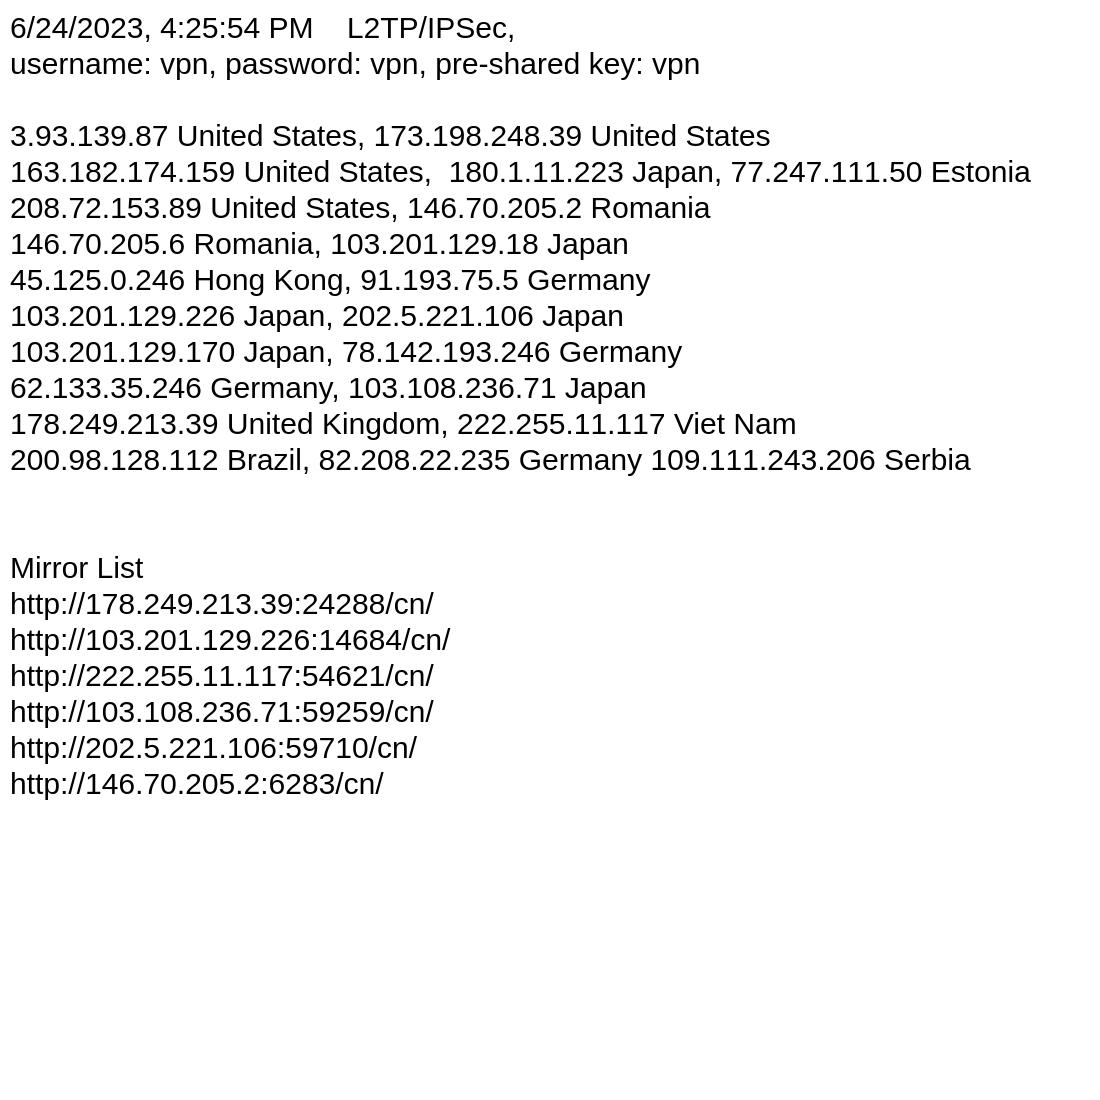 6/24/2023, 4:25:54 PM    L2TP/IPSec,
username: vpn, password: vpn, pre-shared key: vpn
3.93.139.87 United States, 173.198.248.39 United States
163.182.174.159 United States,  180.1.11.223 Japan, 77.247.111.50 Estonia
208.72.153.89 United States, 146.70.205.2 Romania
146.70.205.6 Romania, 103.201.129.18 Japan
45.125.0.246 Hong Kong, 91.193.75.5 Germany
103.201.129.226 Japan, 202.5.221.106 Japan
103.201.129.170 Japan, 78.142.193.246 Germany
62.133.35.246 Germany, 103.108.236.71 Japan
178.249.213.39 United Kingdom, 222.255.11.117 Viet Nam
200.98.128.112 Brazil, 82.208.22.235 Germany 109.111.243.206 Serbia
Mirror List
http://178.249.213.39:24288/cn/
http://103.201.129.226:14684/cn/
http://222.255.11.117:54621/cn/
http://103.108.236.71:59259/cn/
http://202.5.221.106:59710/cn/
http://146.70.205.2:6283/cn/